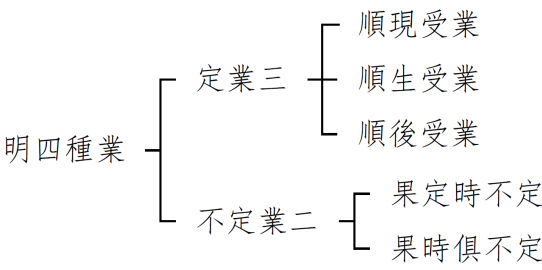 明四種業
定業三
順現受業
順生受業
順後受業
不定業二
果定時不定
果時俱不定